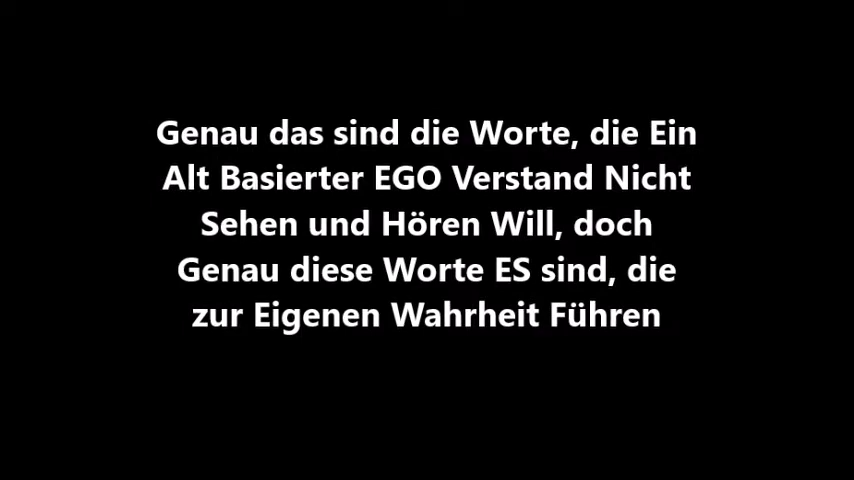 Genau das sind die Worte, die Ein
Alt Basierter EGO Verstand Nicht
Sehen und Hören Will, doch
Genau diese Worte ES sind, die
zur Eigenen Wahrheit Führen